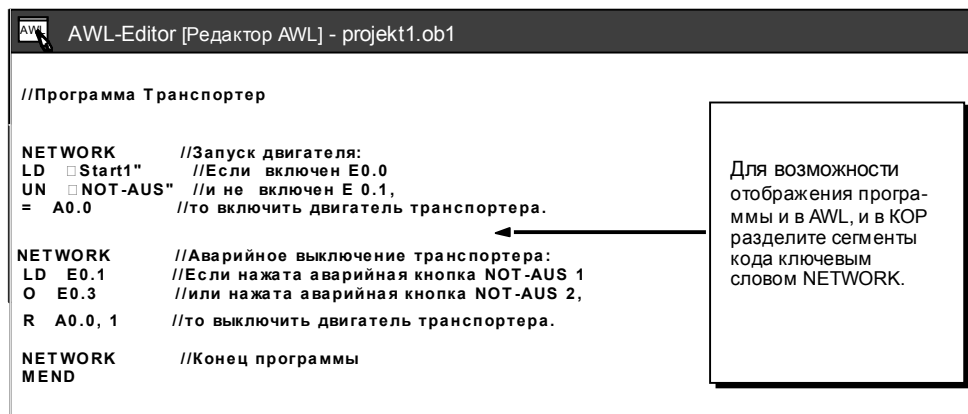 AWL
AWL-Editor [Редактор AWL] - projekt1.ob1
//Программа Транспортер
NETWORK //Запуск двигателя:
LD □Start1" //Если включен E0.0
UN □NOT-AUS" //и не включен E 0.1,
= A0.0 //то включить двигатель транспортера.
NETWORK //Аварийное выключение транспортера:
LD E0.1 //Если нажата аварийная кнопка NOT-AUS 1
O E0.3 //или нажата аварийная кнопка NOT-AUS 2,
R A0.0, 1 //то выключить двигатель транспортера.
NETWORK //Конец программы
MEND
Для возможности
отображения програ-
ммы и в AWL, и в КОР
разделите сегменты
кода ключевым
словом NETWORK.